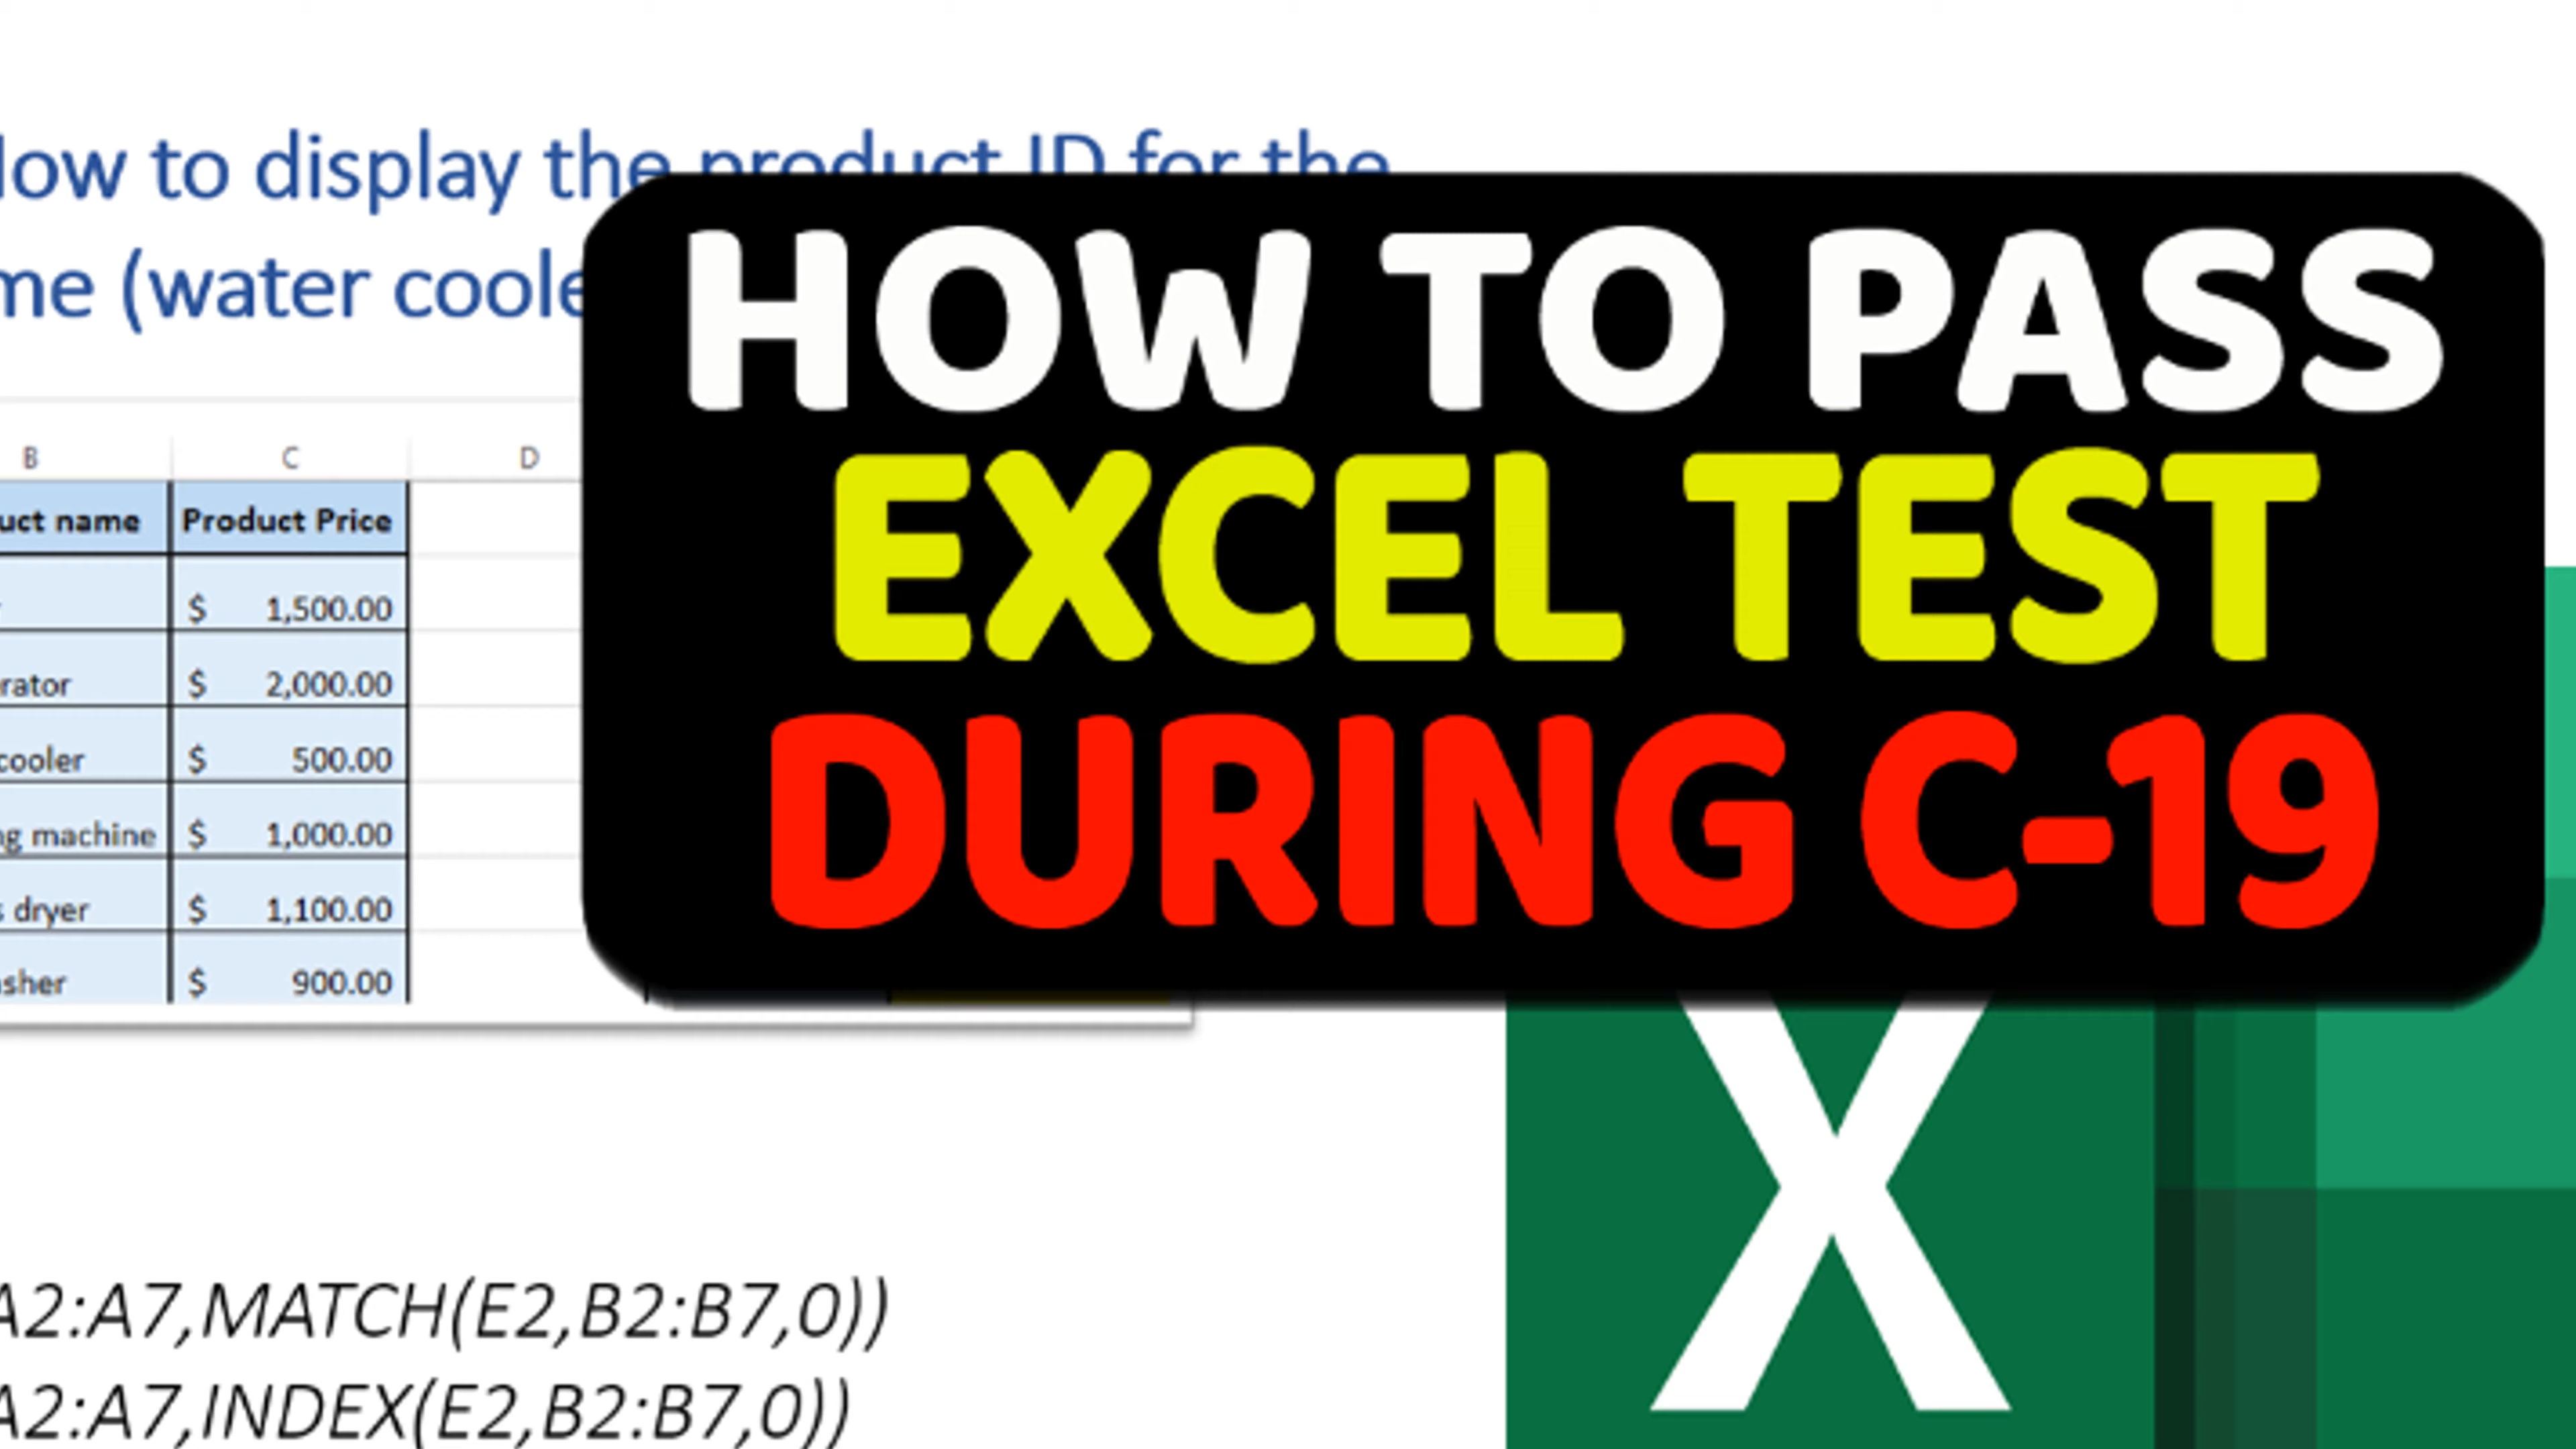 How to display the product ID for the
me (water coole
HOW TO PASS
EXCEL TEST
DURING C-19
B C D
uct name Product Price
$ 1,500.00
rator $ 2,000.00
cooler $ 500.00
ng machine $ 1,000.00
s dryer $ 1,100.00
sher $ 900.00
A2:A7,MATCH(E2,B2:B7,0))
A2:A7,INDEX(E2,B2:B7,0))
X